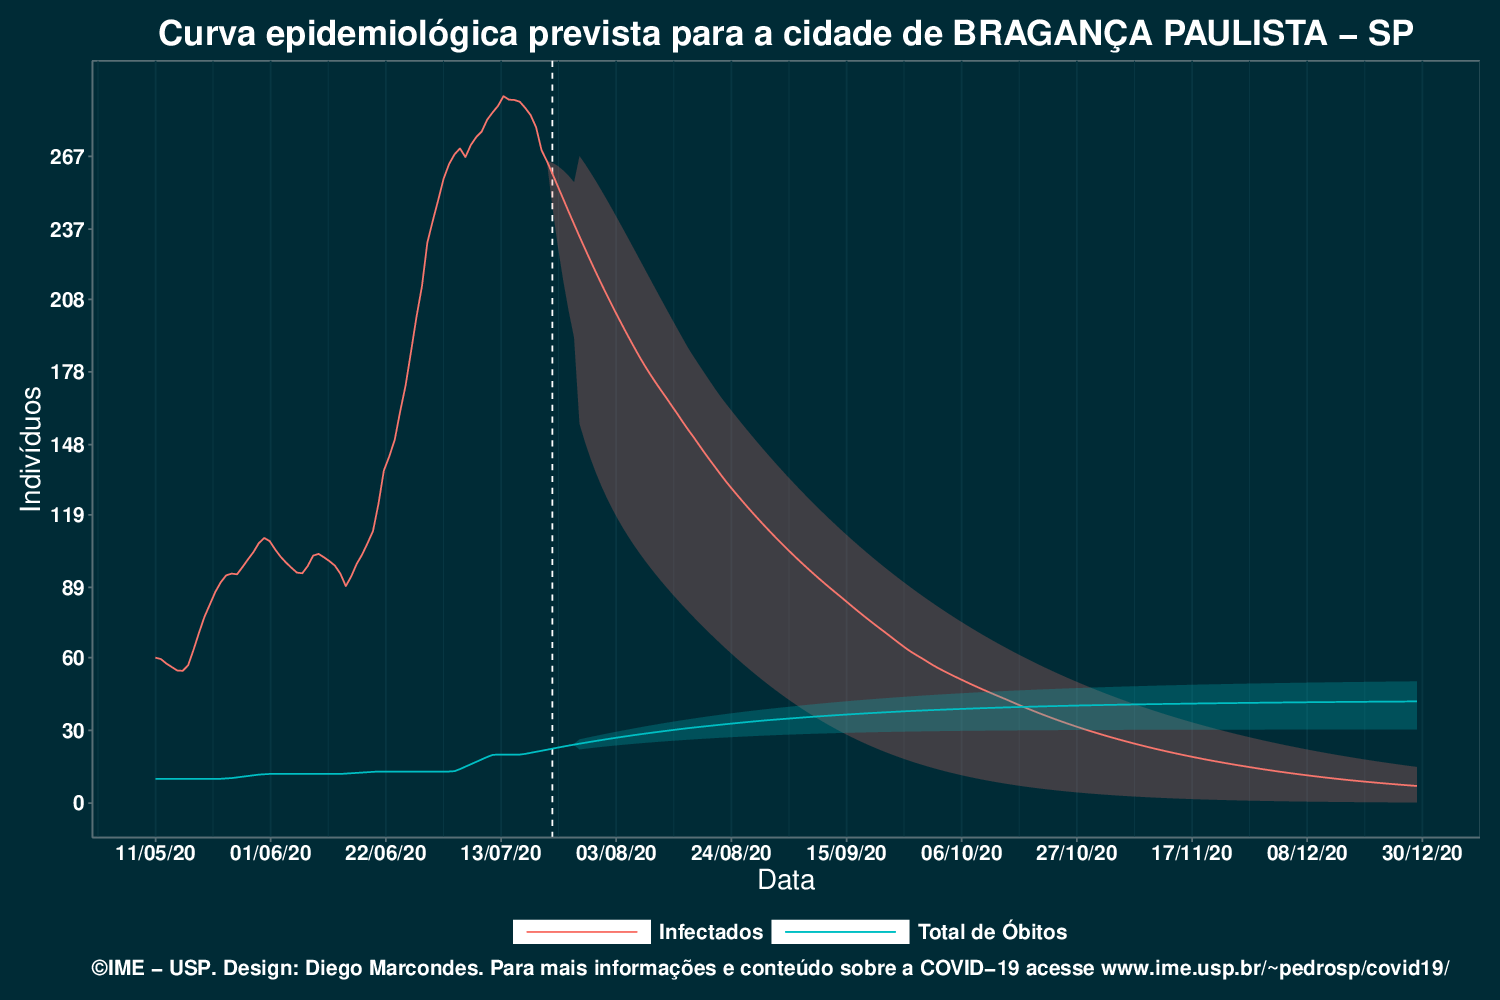 Curva epidemiológica prevista para a cidade de BRAGANÇA PAULISTA – SP
Indivíduos
267
237
208
178
148
119
89
60
30
0
11/05/20 01/06/20 22/06/20 13/07/20 03/08/20 24/08/20 15/09/20 06/10/20 27/10/20 17/11/20 08/12/20 30/12/20
Data
Infectados Total de Óbitos
©IME – USP. Design: Diego Marcondes. Para mais informações e conteúdo sobre a COVID–19 acesse www.ime.usp.br/~pedrosp/covid19/